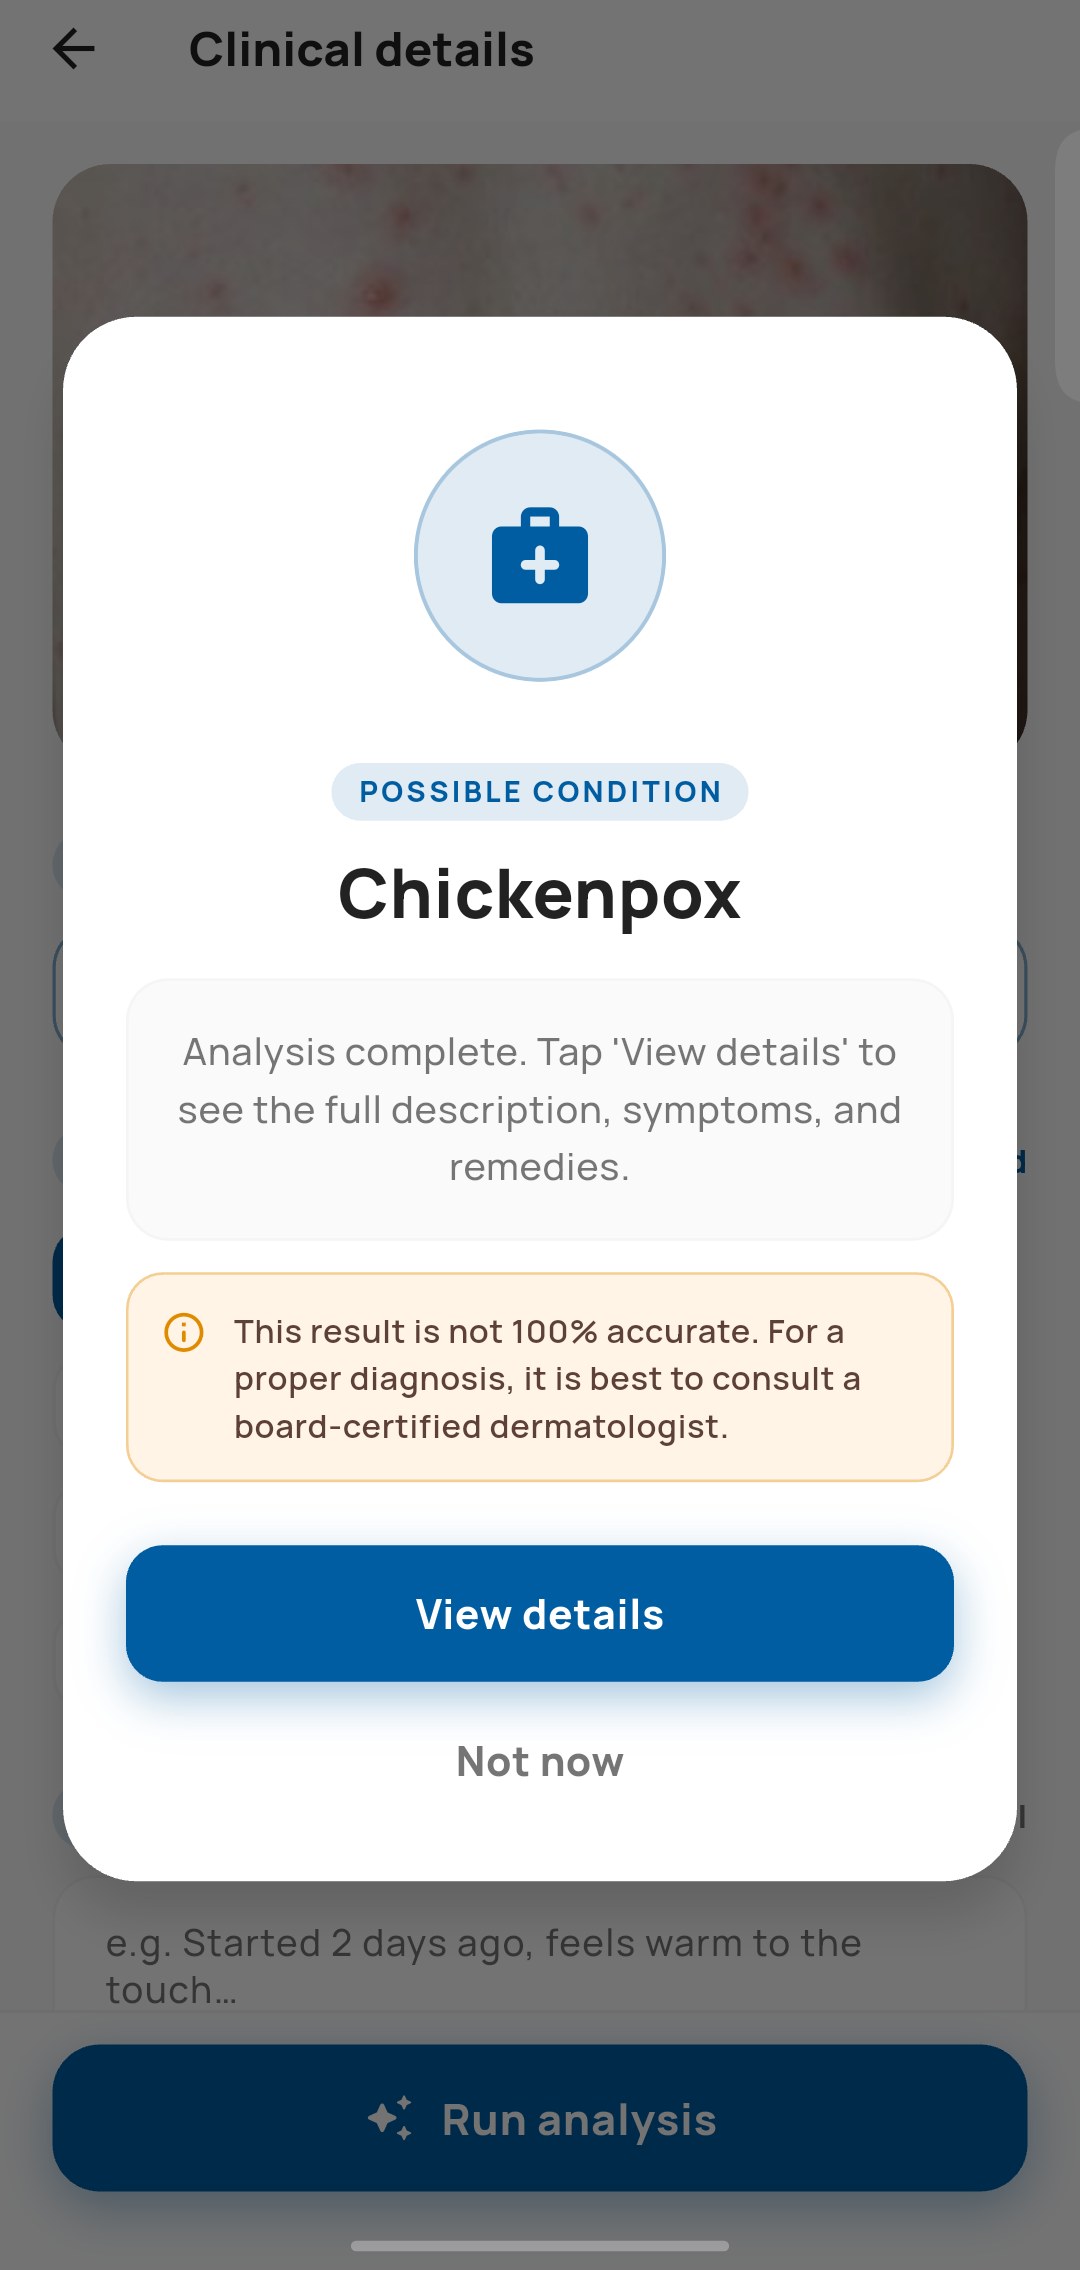 Clinical details
POSSIBLE CONDITION
Chickenpox
Analysis complete. Tap 'View details' to
see the full description, symptoms, and
remedies.
This result is not 100% accurate. For a
proper diagnosis, it is best to consult a
board-certified dermatologist.
View details
Not now
e.g. Started 2 days ago, feels warm to the
touch...
Run analysis